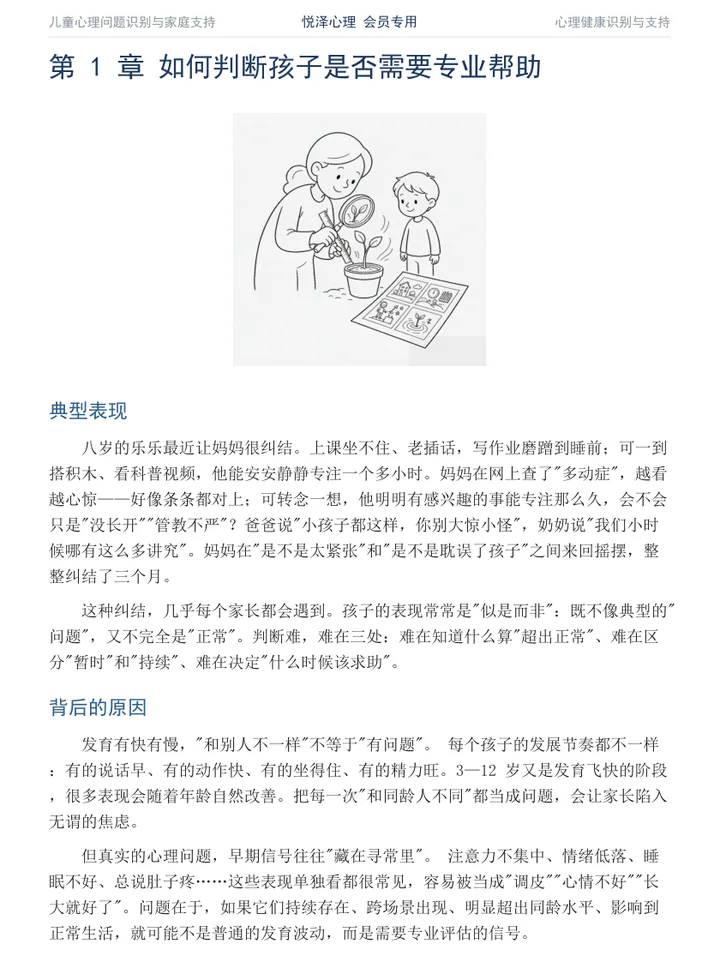 儿童心理问题识别与家庭支持 悦泽心理 会员专用 心理健康识别与支持
第 1 章 如何判断孩子是否需要专业帮助
典型表现
八岁的乐乐最近让妈妈很纠结。上课坐不住、老插话，写作业磨蹭到睡前；可一到
搭积木、看科普视频，他能安安静静专注一个多小时。妈妈在网上查了"多动症"，越看
越心惊——好像条条都对上；可转念一想，他明明有感兴趣的事能专注那么久，会不会
只是"没长开""管教不严"？爸爸说"小孩子都这样，你别大惊小怪"，奶奶说"我们小时
候哪有这么多讲究"。妈妈在"是不是太紧张"和"是不是耽误了孩子"之间来回摇摆，整
整纠结了三个月。
这种纠结，几乎每个家长都会遇到。孩子的表现常常是"似是而非"：既不像典型的"
问题"，又不完全是"正常"。判断难，难在三处：难在知道什么算"超出正常"、难在区
分"暂时"和"持续"、难在决定"什么时候该求助"。
背后的原因
发育有快有慢，"和别人不一样"不等于"有问题"。 每个孩子的发展节奏都不一样
：有的说话早、有的动作快、有的坐得住、有的精力旺。3—12 岁又是发育飞快的阶段
，很多表现会随着年龄自然改善。把每一次"和同龄人不同"都当成问题，会让家长陷入
无谓的焦虑。
但真实的心理问题，早期信号往往"藏在寻常里"。 注意力不集中、情绪低落、睡
眠不好、总说肚子疼……这些表现单独看都很常见，容易被当成"调皮""心情不好""长
大就好了"。问题在于，如果它们持续存在、跨场景出现、明显超出同龄水平、影响到
正常生活，就可能不是普通的发育波动，而是需要专业评估的信号。